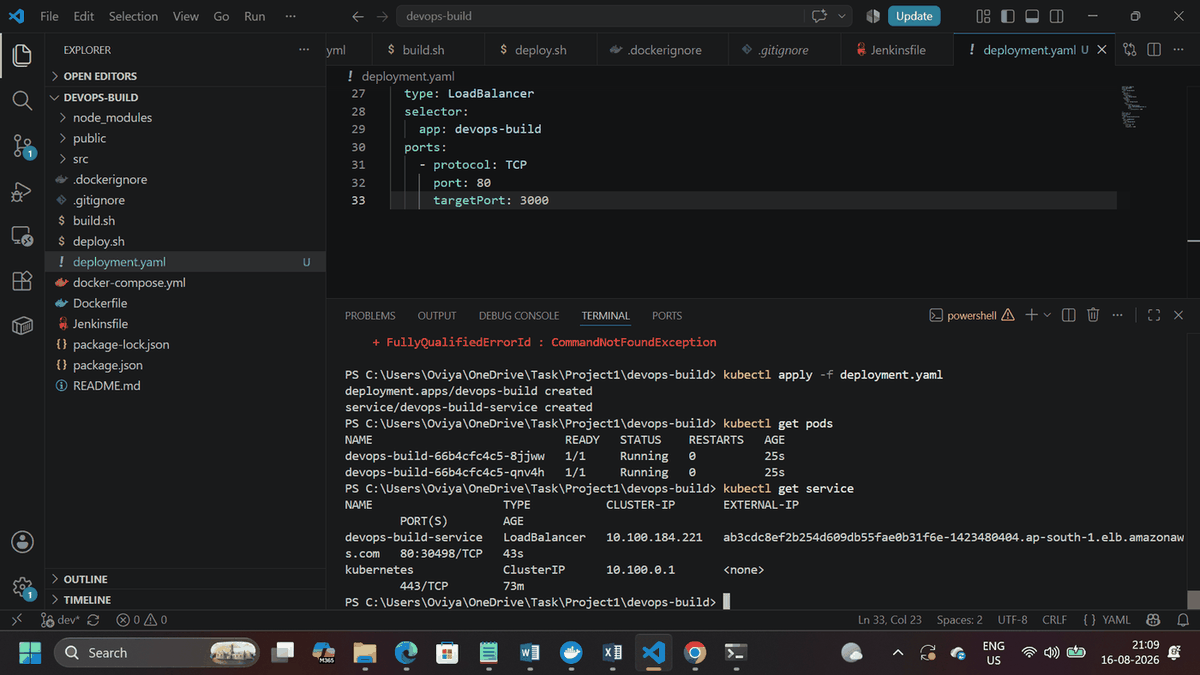 File Edit Selection View Go Run ··· devops-build Update
EXPLORER ···
OPEN EDITORS
DEVOPS-BUILD
node_modules
public
src
.dockerignore
.gitignore
$ build.sh
$ deploy.sh
! deployment.yaml U
docker-compose.yml
Dockerfile
Jenkinsfile
{} package-lock.json
{} package.json
README.md
OUTLINE
TIMELINE
yml $ build.sh $ deploy.sh .dockerignore .gitignore Jenkinsfile ! deployment.yaml U
! deployment.yaml
27 type: LoadBalancer
28 selector:
29 app: devops-build
30 ports:
31 - protocol: TCP
32 port: 80
33 targetPort: 3000
PROBLEMS OUTPUT DEBUG CONSOLE TERMINAL PORTS powershell
+ FullyQualifiedErrorId : CommandNotFoundException
PS C:\Users\Oviya\OneDrive\Task\Project1\devops-build> kubectl apply -f deployment.yaml
deployment.apps/devops-build created
service/devops-build-service created
PS C:\Users\Oviya\OneDrive\Task\Project1\devops-build> kubectl get pods
NAME READY STATUS RESTARTS AGE
devops-build-66b4cfc4c5-8jjww 1/1 Running 0 25s
devops-build-66b4cfc4c5-qnv4h 1/1 Running 0 25s
PS C:\Users\Oviya\OneDrive\Task\Project1\devops-build> kubectl get service
NAME TYPE CLUSTER-IP EXTERNAL-IP
PORT(S) AGE
devops-build-service LoadBalancer 10.100.184.221 ab3cdc8ef2b254d609db55fae0b31f6e-1423480404.ap-south-1.elb.amazonaw
s.com 80:30498/TCP 43s
kubernetes ClusterIP 10.100.0.1 <none>
443/TCP 73m
PS C:\Users\Oviya\OneDrive\Task\Project1\devops-build>
1
1
dev* 0 0 Ln 33, Col 23 Spaces: 2 UTF-8 CRLF {} YAML
Search M365 ENG
US
21:09
16-08-2026